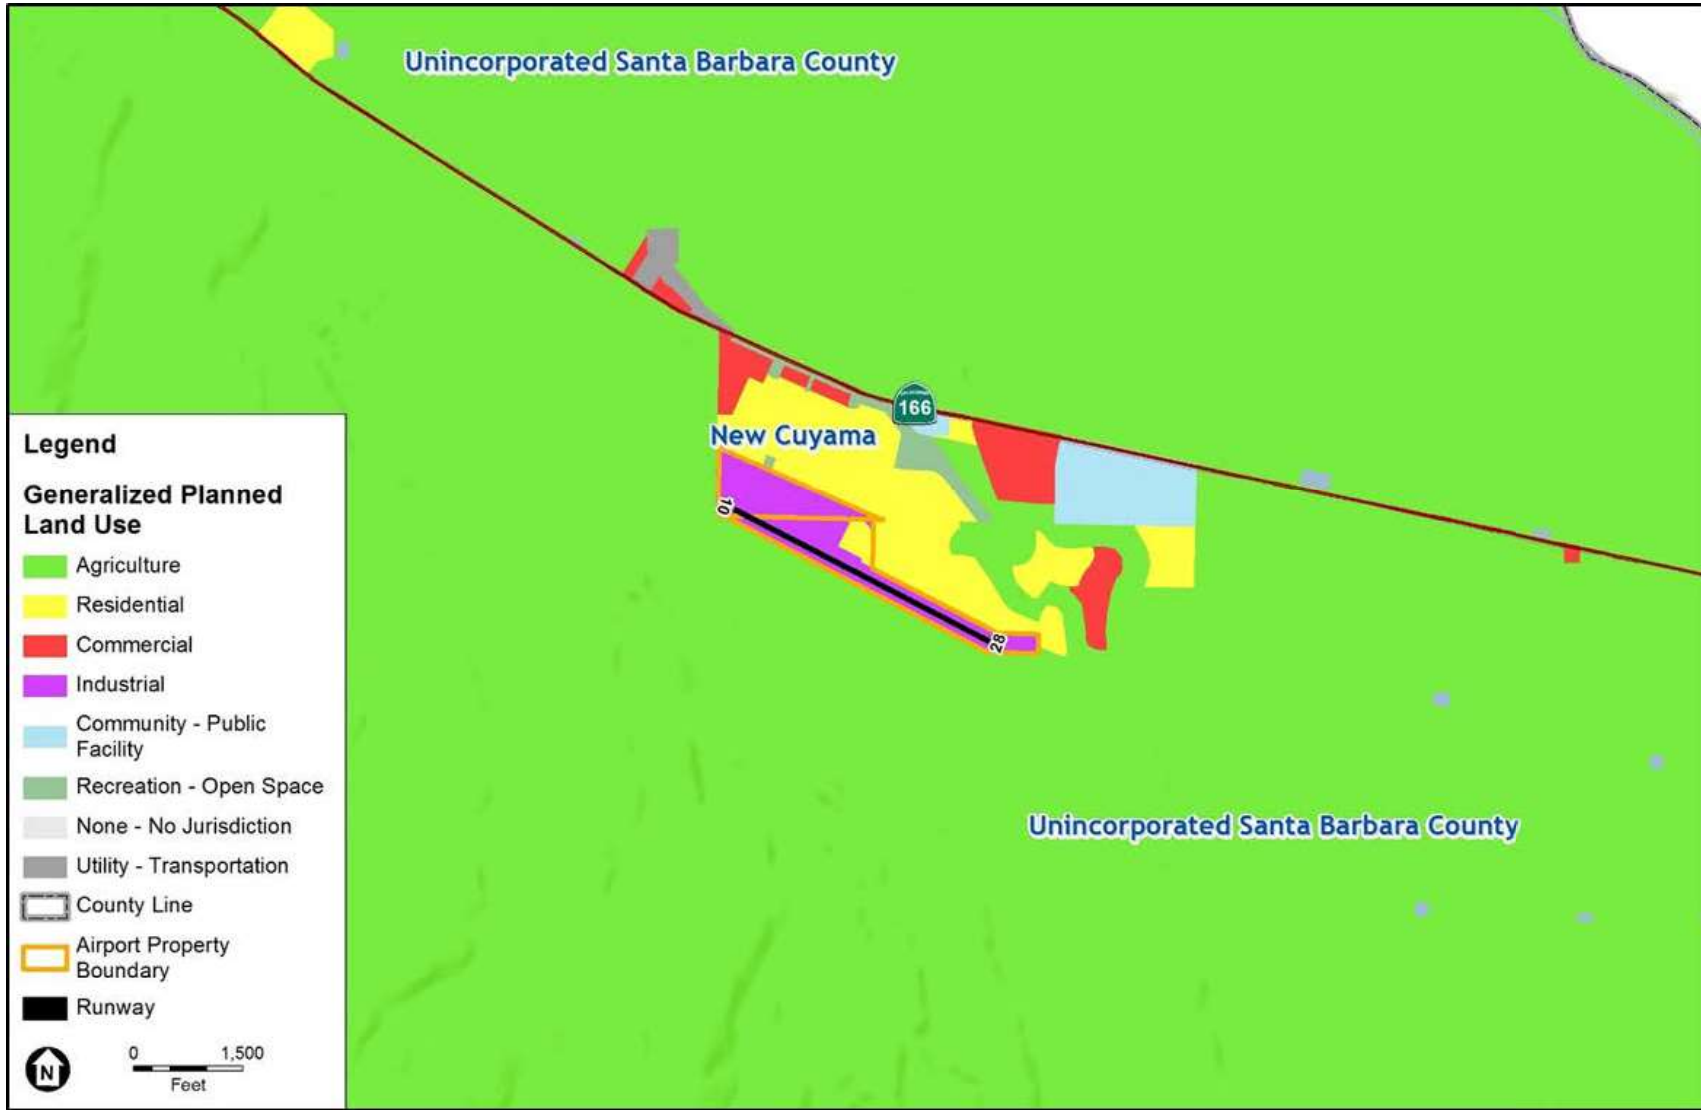 Unincorporated Santa Barbara County
166
New Cuyama
10
28
Unincorporated Santa Barbara County
Legend
Generalized Planned
Land Use
Agriculture
Residential
Commercial
Industrial
Community - Public
Facility
Recreation - Open Space
None - No Jurisdiction
Utility - Transportation
County Line
Airport Property
Boundary
Runway
N
0 1,500
Feet